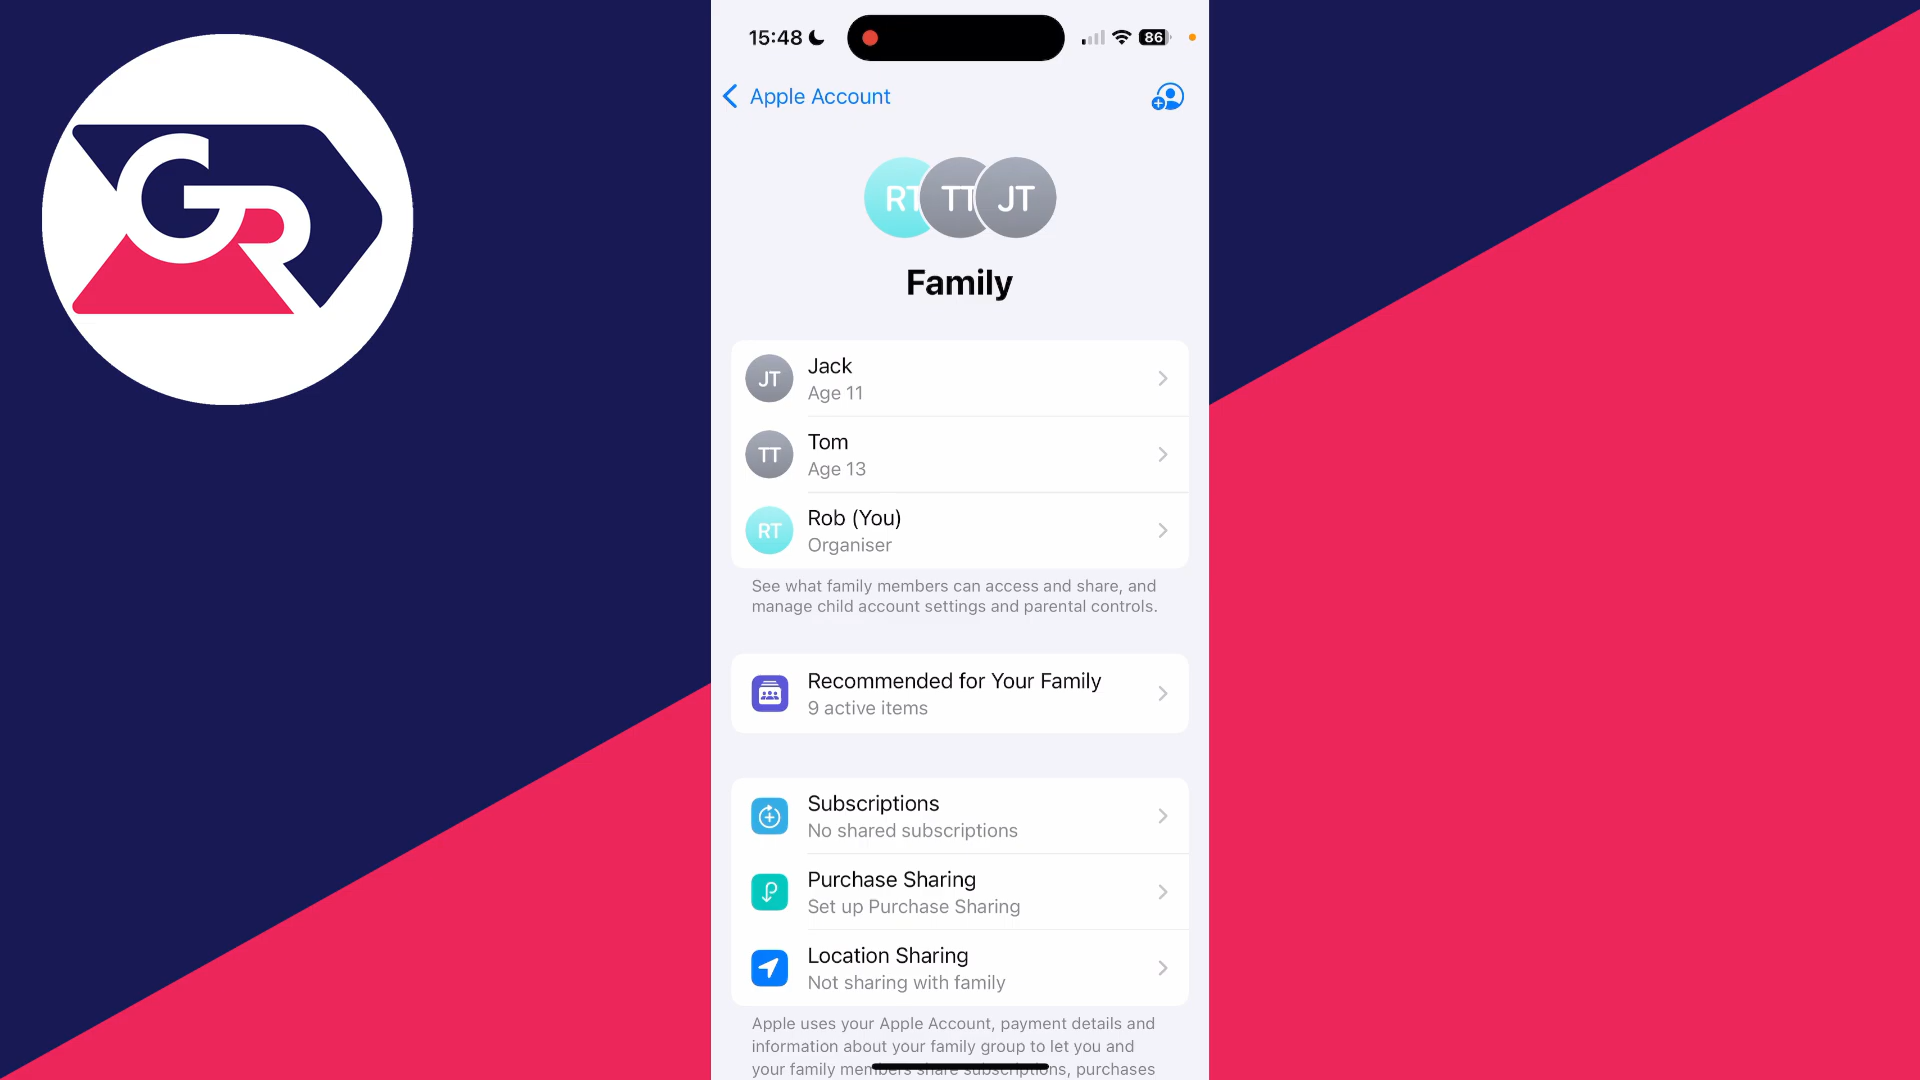 GR
15:48
86
Apple Account
RT TT JT
Family
JT
Jack
Age 11
TT
Tom
Age 13
RT
Rob (You)
Organiser
See what family members can access and share, and
manage child account settings and parental controls.
Recommended for Your Family
9 active items
Subscriptions
No shared subscriptions
Purchase Sharing
Set up Purchase Sharing
Location Sharing
Not sharing with family
Apple uses your Apple Account, payment details and
information about your family group to let you and
your family members share subscriptions, purchases